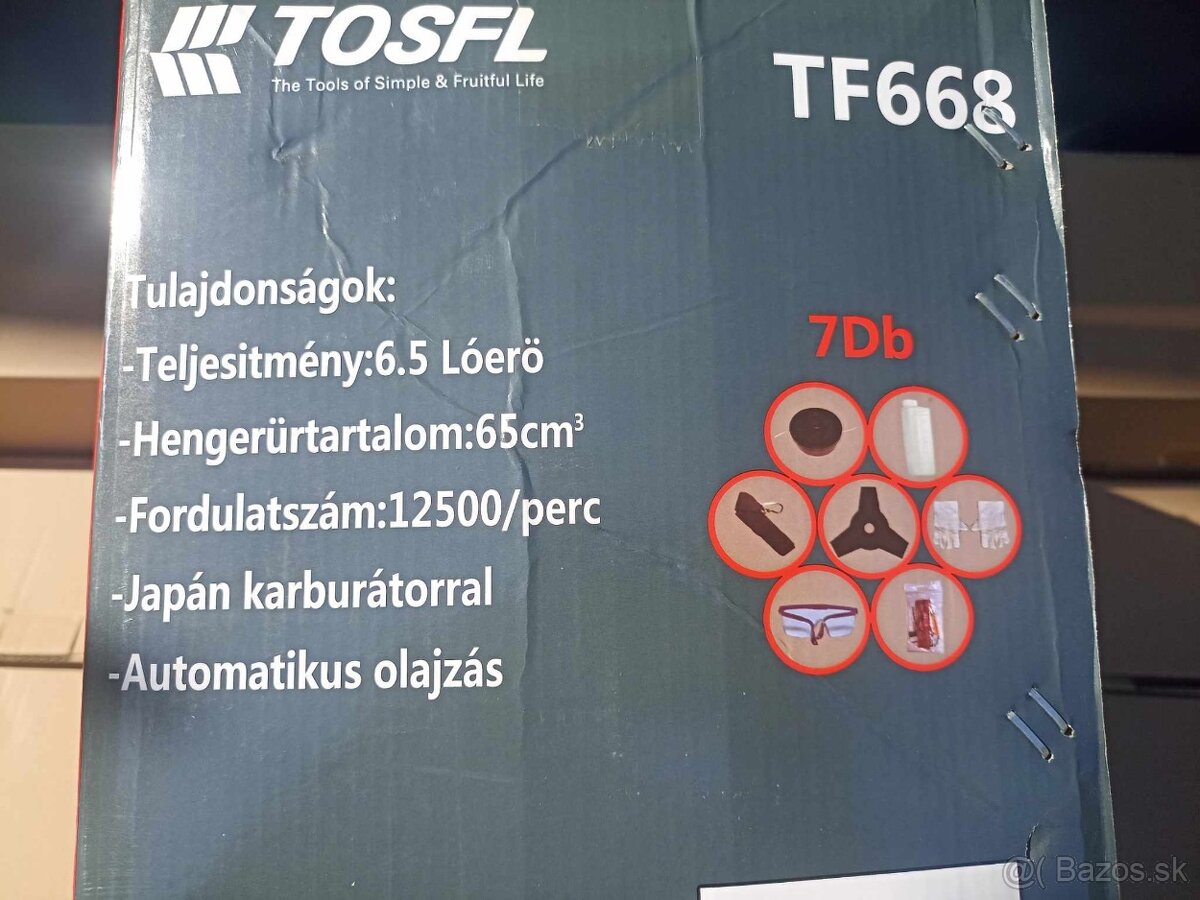 TOSFL
The Tools of Simple & Fruitful Life
TF668
Tulajdonságok:
-Teljesitmény:6.5 Lóerö
-Hengerürtartalom:65cm³
-Fordulatszám:12500/perc
-Japán karburátorral
-Automatikus olajzás
7Db
@( Bazos.sk